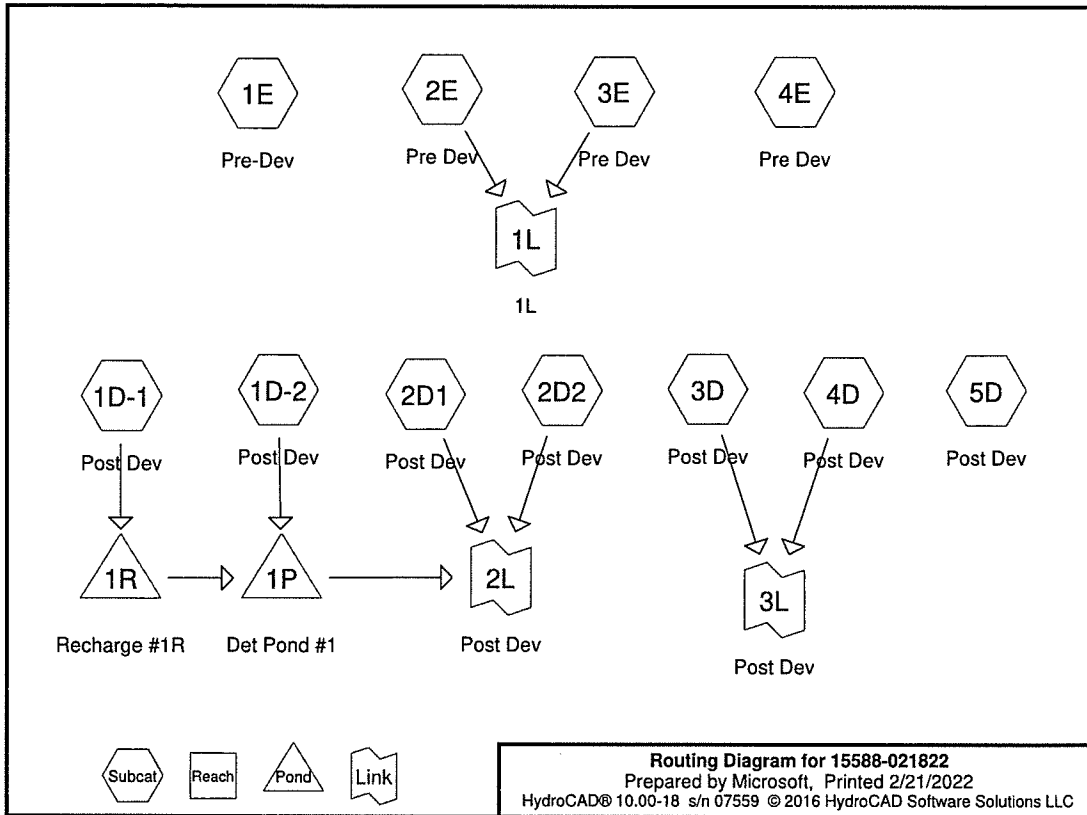 1E
2E
3E
4E
Pre-Dev
Pre Dev
Pre Dev
Pre Dev
1L
1L
1D-1
1D-2
2D1
2D2
3D
4D
5D
Post Dev
Post Dev
Post Dev
Post Dev
Post Dev
Post Dev
Post Dev
1R
1P
2L
3L
Recharge #1R
Det Pond #1
Post Dev
Post Dev
Subcat
Reach
Pond
Link
Routing Diagram for 15588-021822
Prepared by Microsoft, Printed 2/21/2022
HydroCAD® 10.00-18 s/n 07559 © 2016 HydroCAD Software Solutions LLC